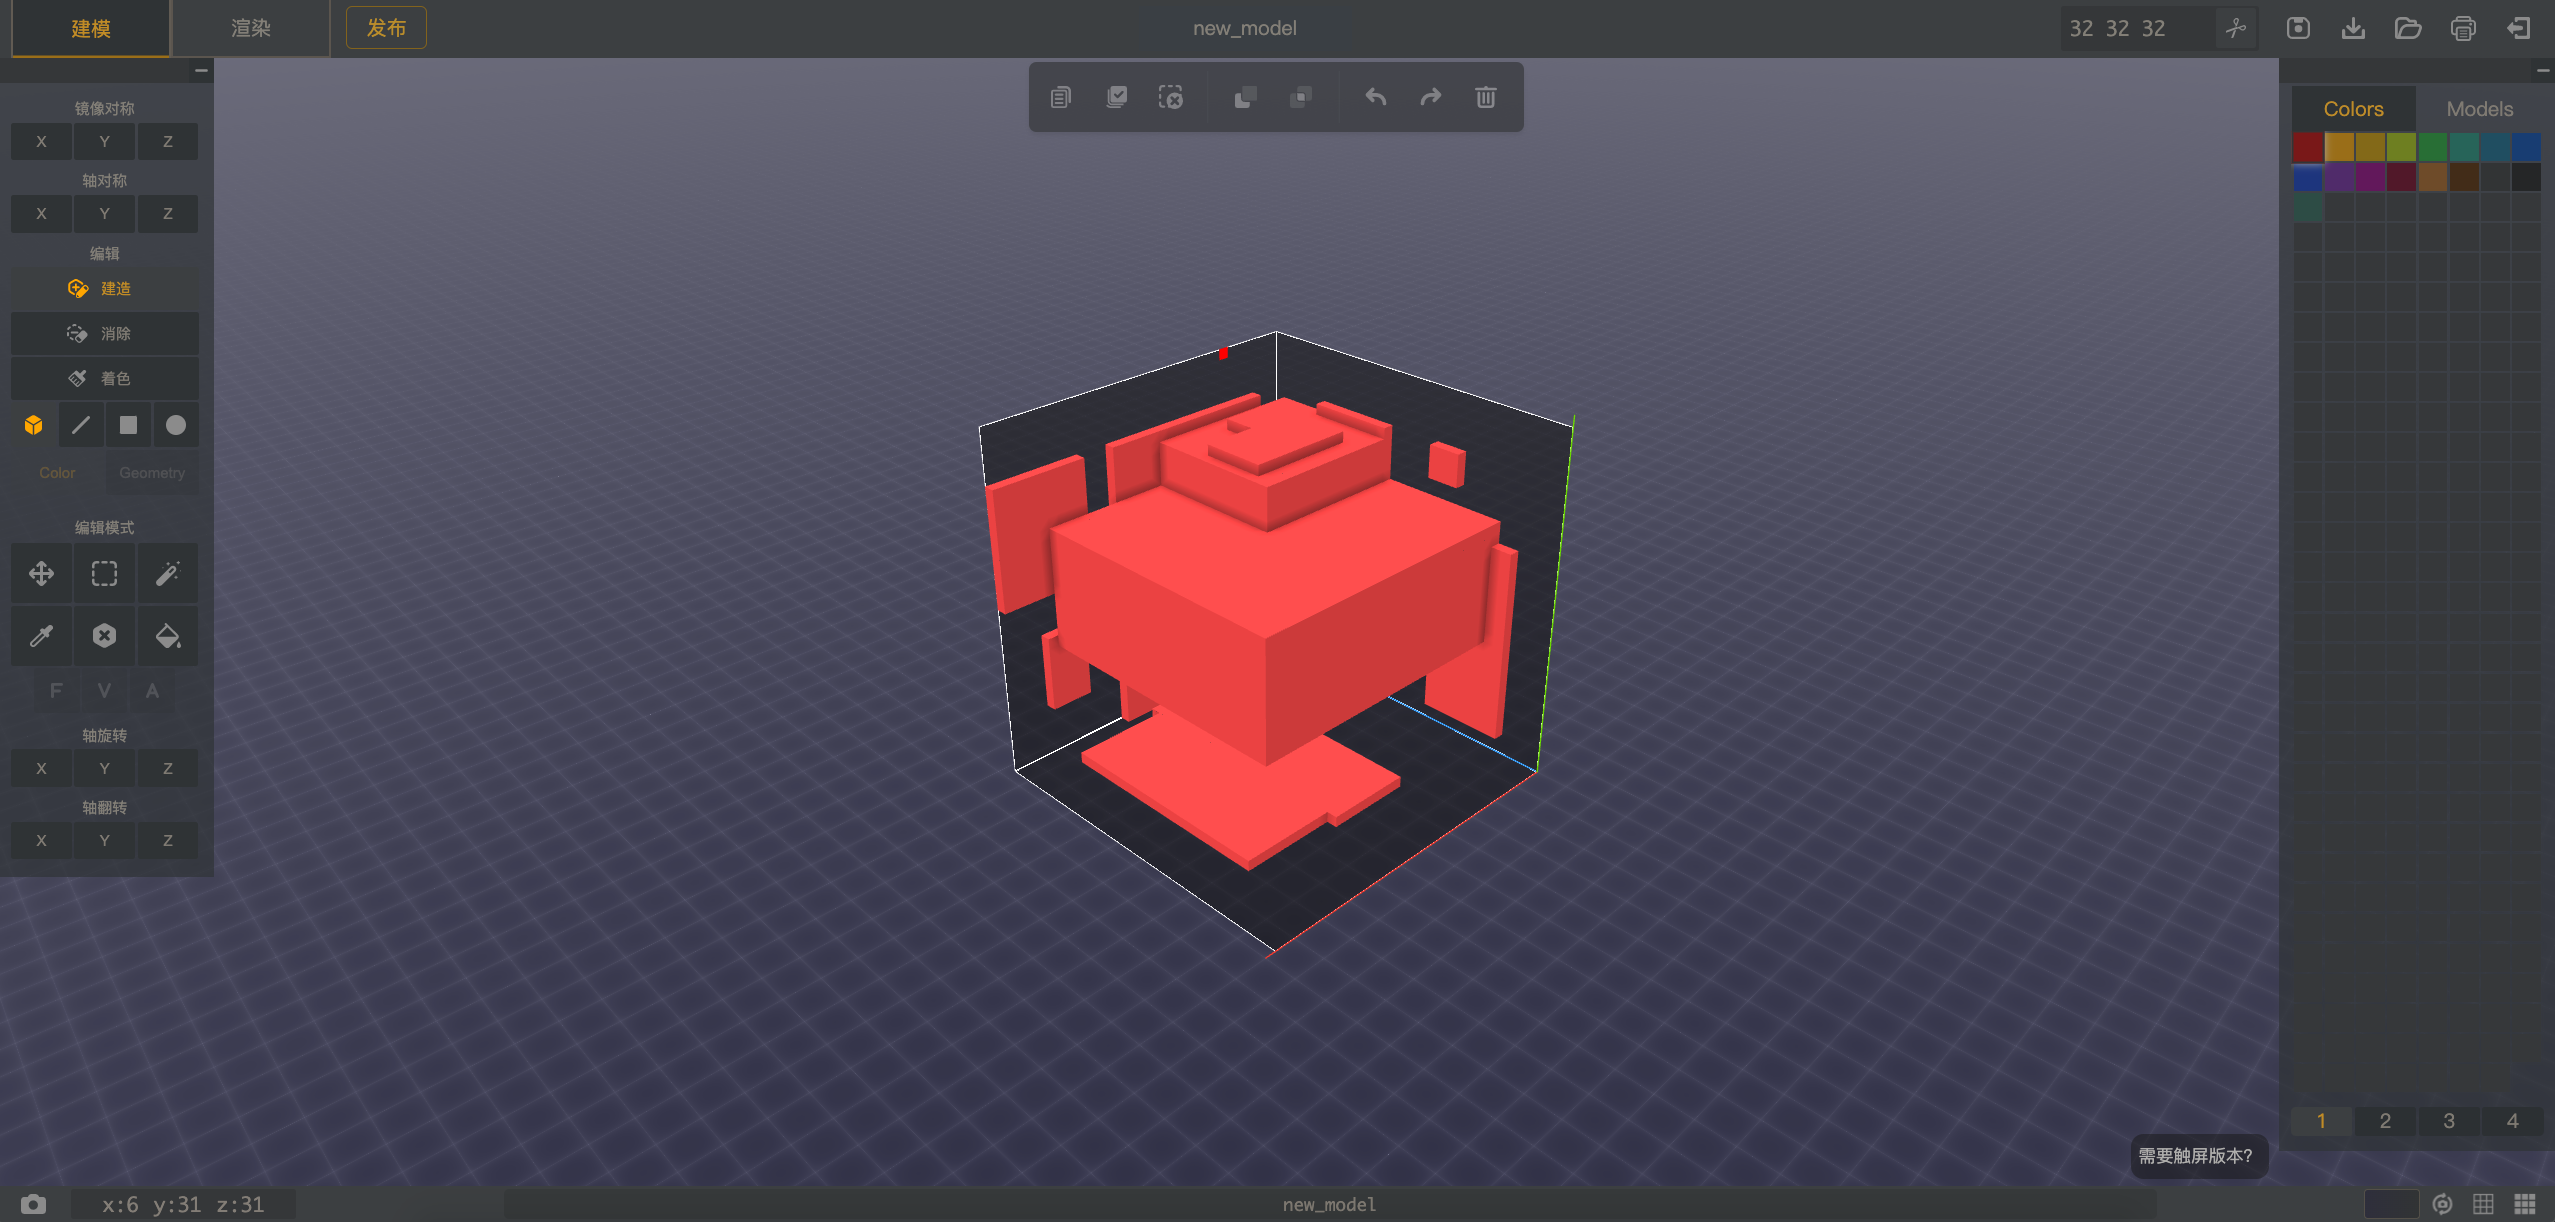 建模 渲染 发布 new_model 32 32 32
镜像对称
X Y Z
轴对称
X Y Z
编辑
建造
消除
着色
Color Geometry
编辑模式
F V A
轴旋转
X Y Z
轴翻转
X Y Z
Colors Models
1 2 3 4
需要触屏版本?
x:6 y:31 z:31 new_model